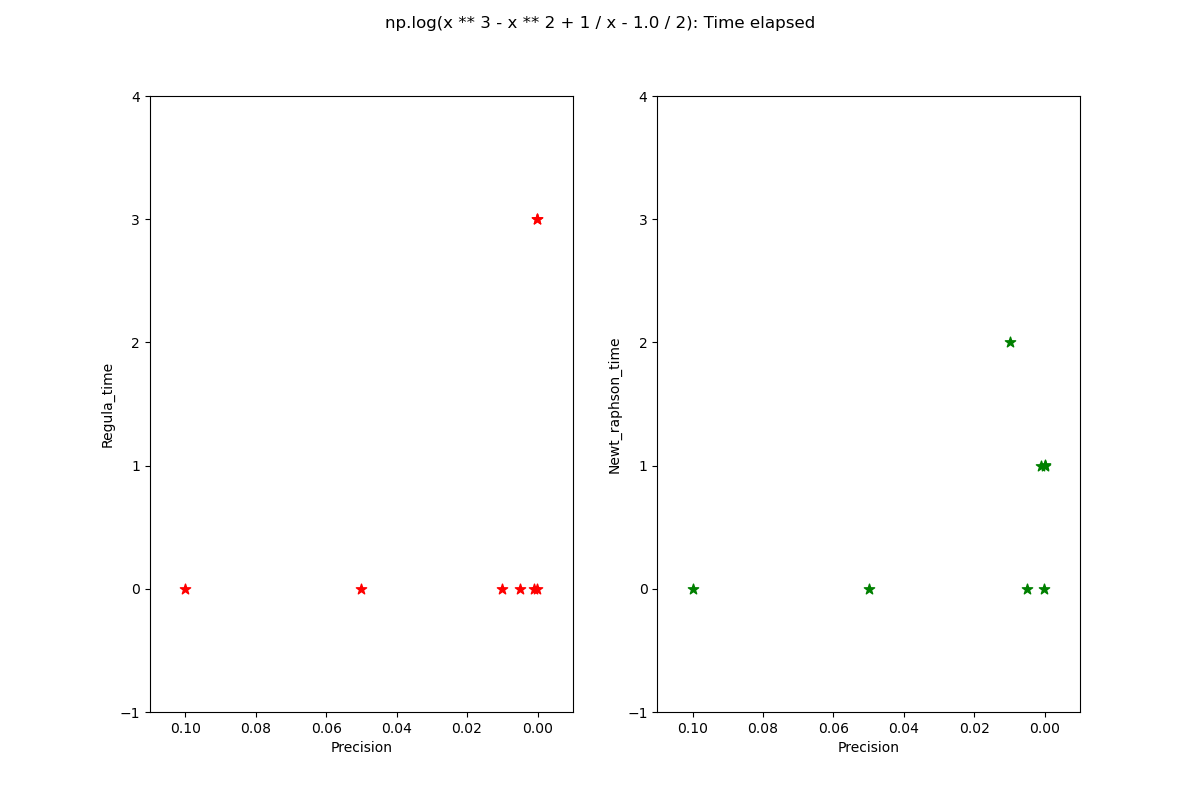 np.log(x ** 3 - x ** 2 + 1 / x - 1.0 / 2): Time elapsed
4
3
2
1
0
−1
Regula_time
0.10 0.08 0.06 0.04 0.02 0.00
Precision
4
3
2
1
0
−1
Newt_raphson_time
0.10 0.08 0.06 0.04 0.02 0.00
Precision